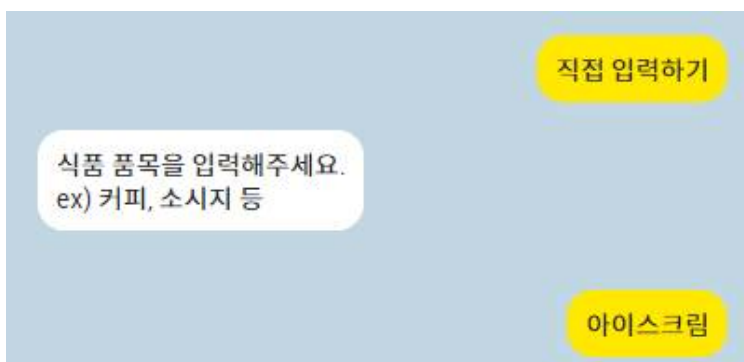 직접 입력하기
식품 품목을 입력해주세요.
ex) 커피, 소시지 등
아이스크림